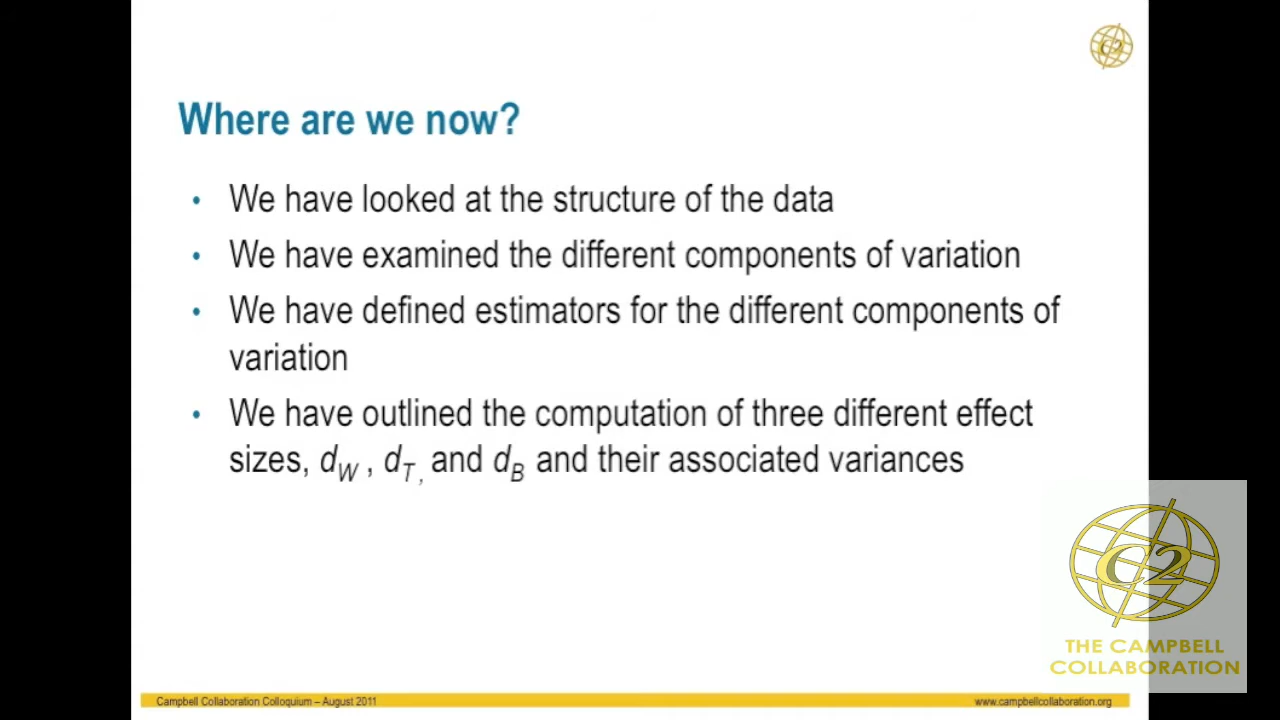 C2
Where are we now?
• We have looked at the structure of the data
• We have examined the different components of variation
• We have defined estimators for the different components of
variation
• We have outlined the computation of three different effect
sizes, dW , dT , and dB and their associated variances
C2
THE CAMPBELL
COLLABORATION
Campbell Collaboration Colloquium – August 2011
www.campbellcollaboration.org